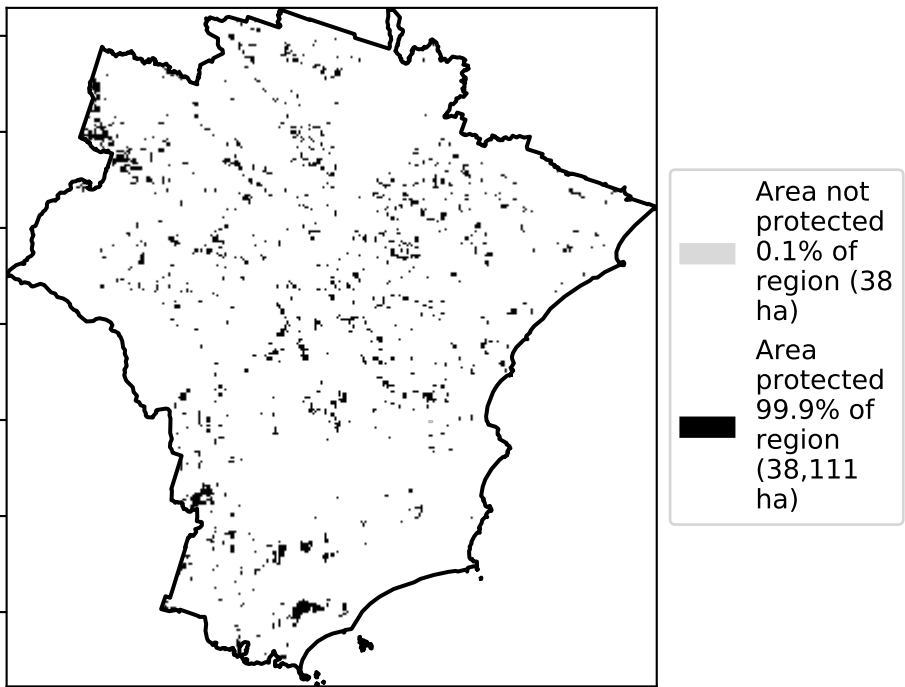 Area not
protected
0.1% of
region (38
ha)
Area
protected
99.9% of
region
(38,111
ha)